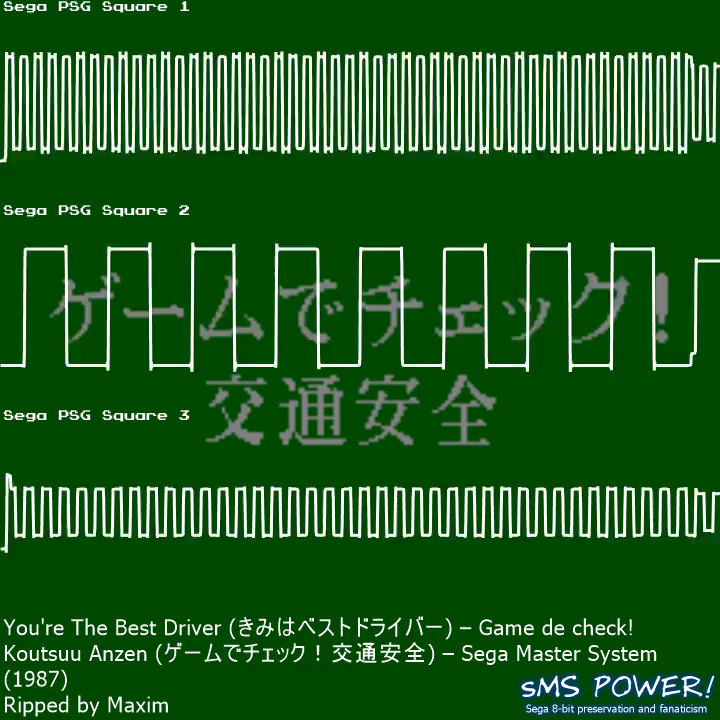 Sega PSG Square 1
Sega PSG Square 2
ゲームでチェック!
交通安全
Sega PSG Square 3
You're The Best Driver (きみはベストドライバー) – Game de check!
Koutsuu Anzen (ゲームでチェック！交通安全) – Sega Master System
(1987)
Ripped by Maxim
SMS POWER!
Sega 8-bit preservation and fanaticism